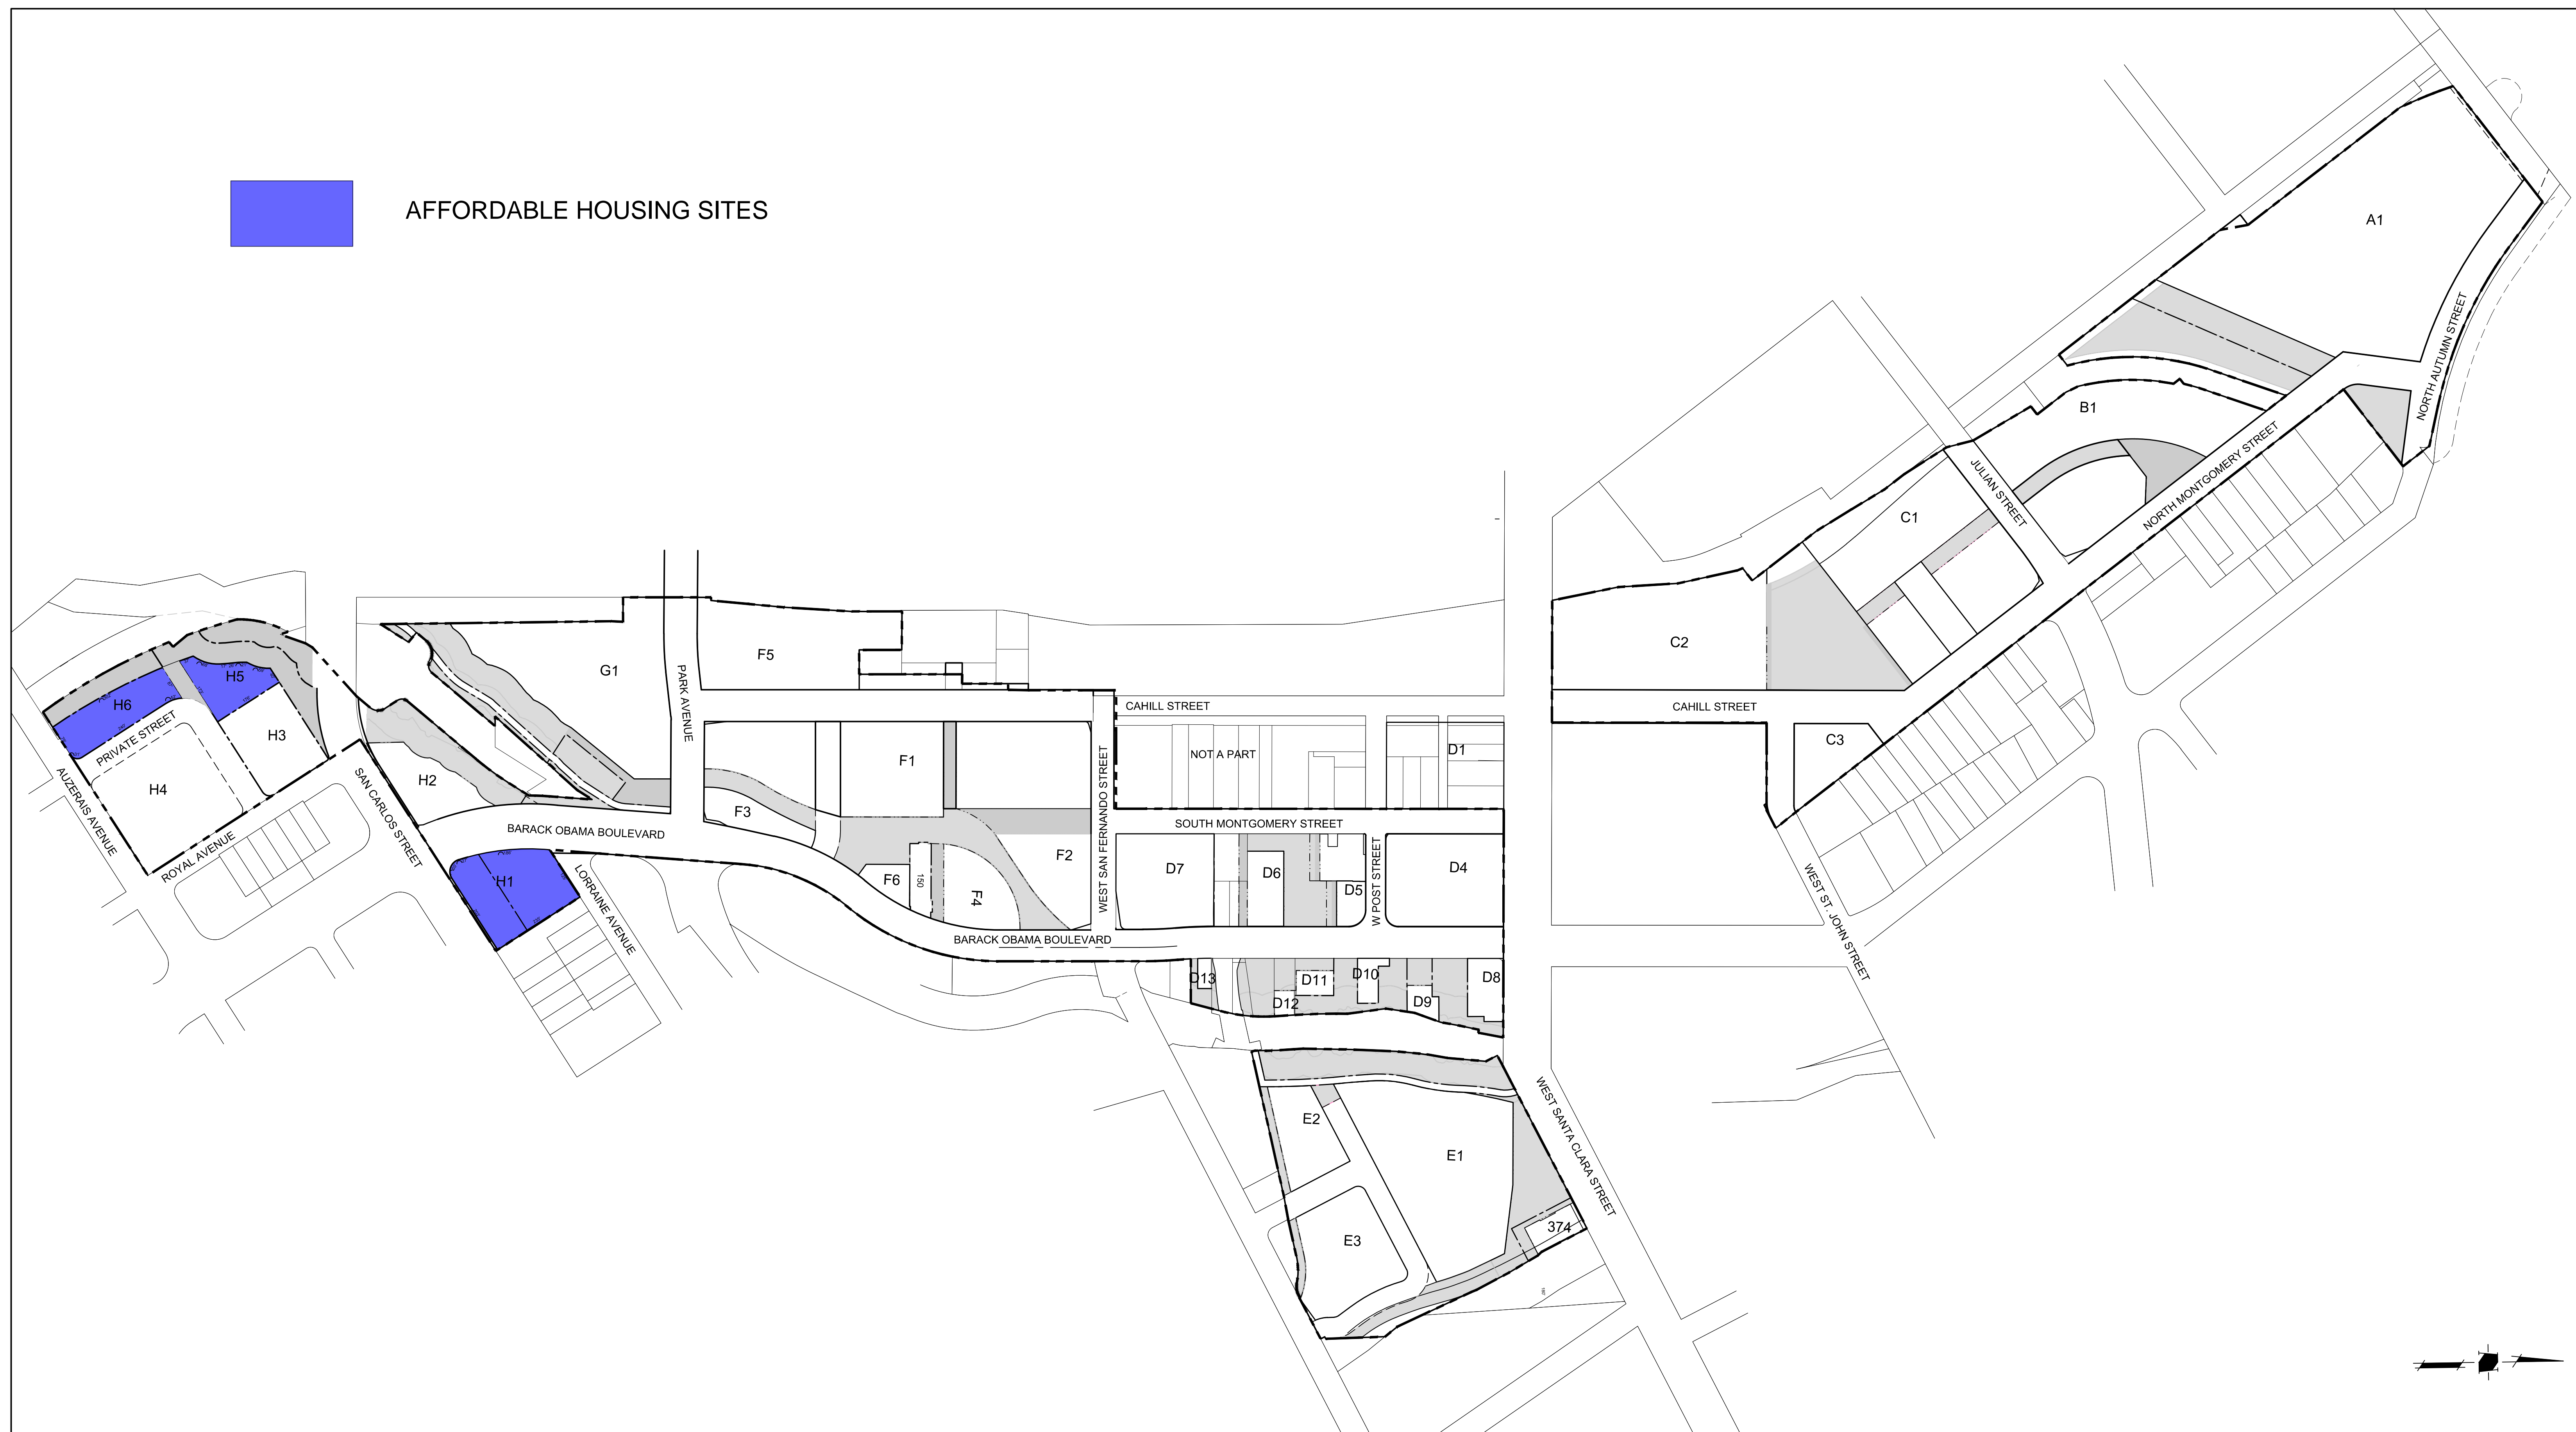 AFFORDABLE HOUSING SITES
A1
NORTH AUTUMN STREET
B1
NORTH MONTGOMERY STREET
JULIAN STREET
C1
C2
CAHILL STREET
C3
WEST ST. JOHN STREET
G1
PARK AVENUE
F5
H5
H6
PRIVATE STREET
H3
H4
AUZERAIS AVENUE
ROYAL AVENUE
SAN CARLOS STREET
H2
BARACK OBAMA BOULEVARD
H1
LORRAINE AVENUE
F1
F3
F6
150
F4
F2
WEST SAN FERNANDO STREET
BARACK OBAMA BOULEVARD
CAHILL STREET
NOT A PART
D1
SOUTH MONTGOMERY STREET
D7
D6
D5
W POST STREET
D4
D13
D12
D11
D10
D9
D8
WEST SANTA CLARA STREET
E2
E1
E3
374